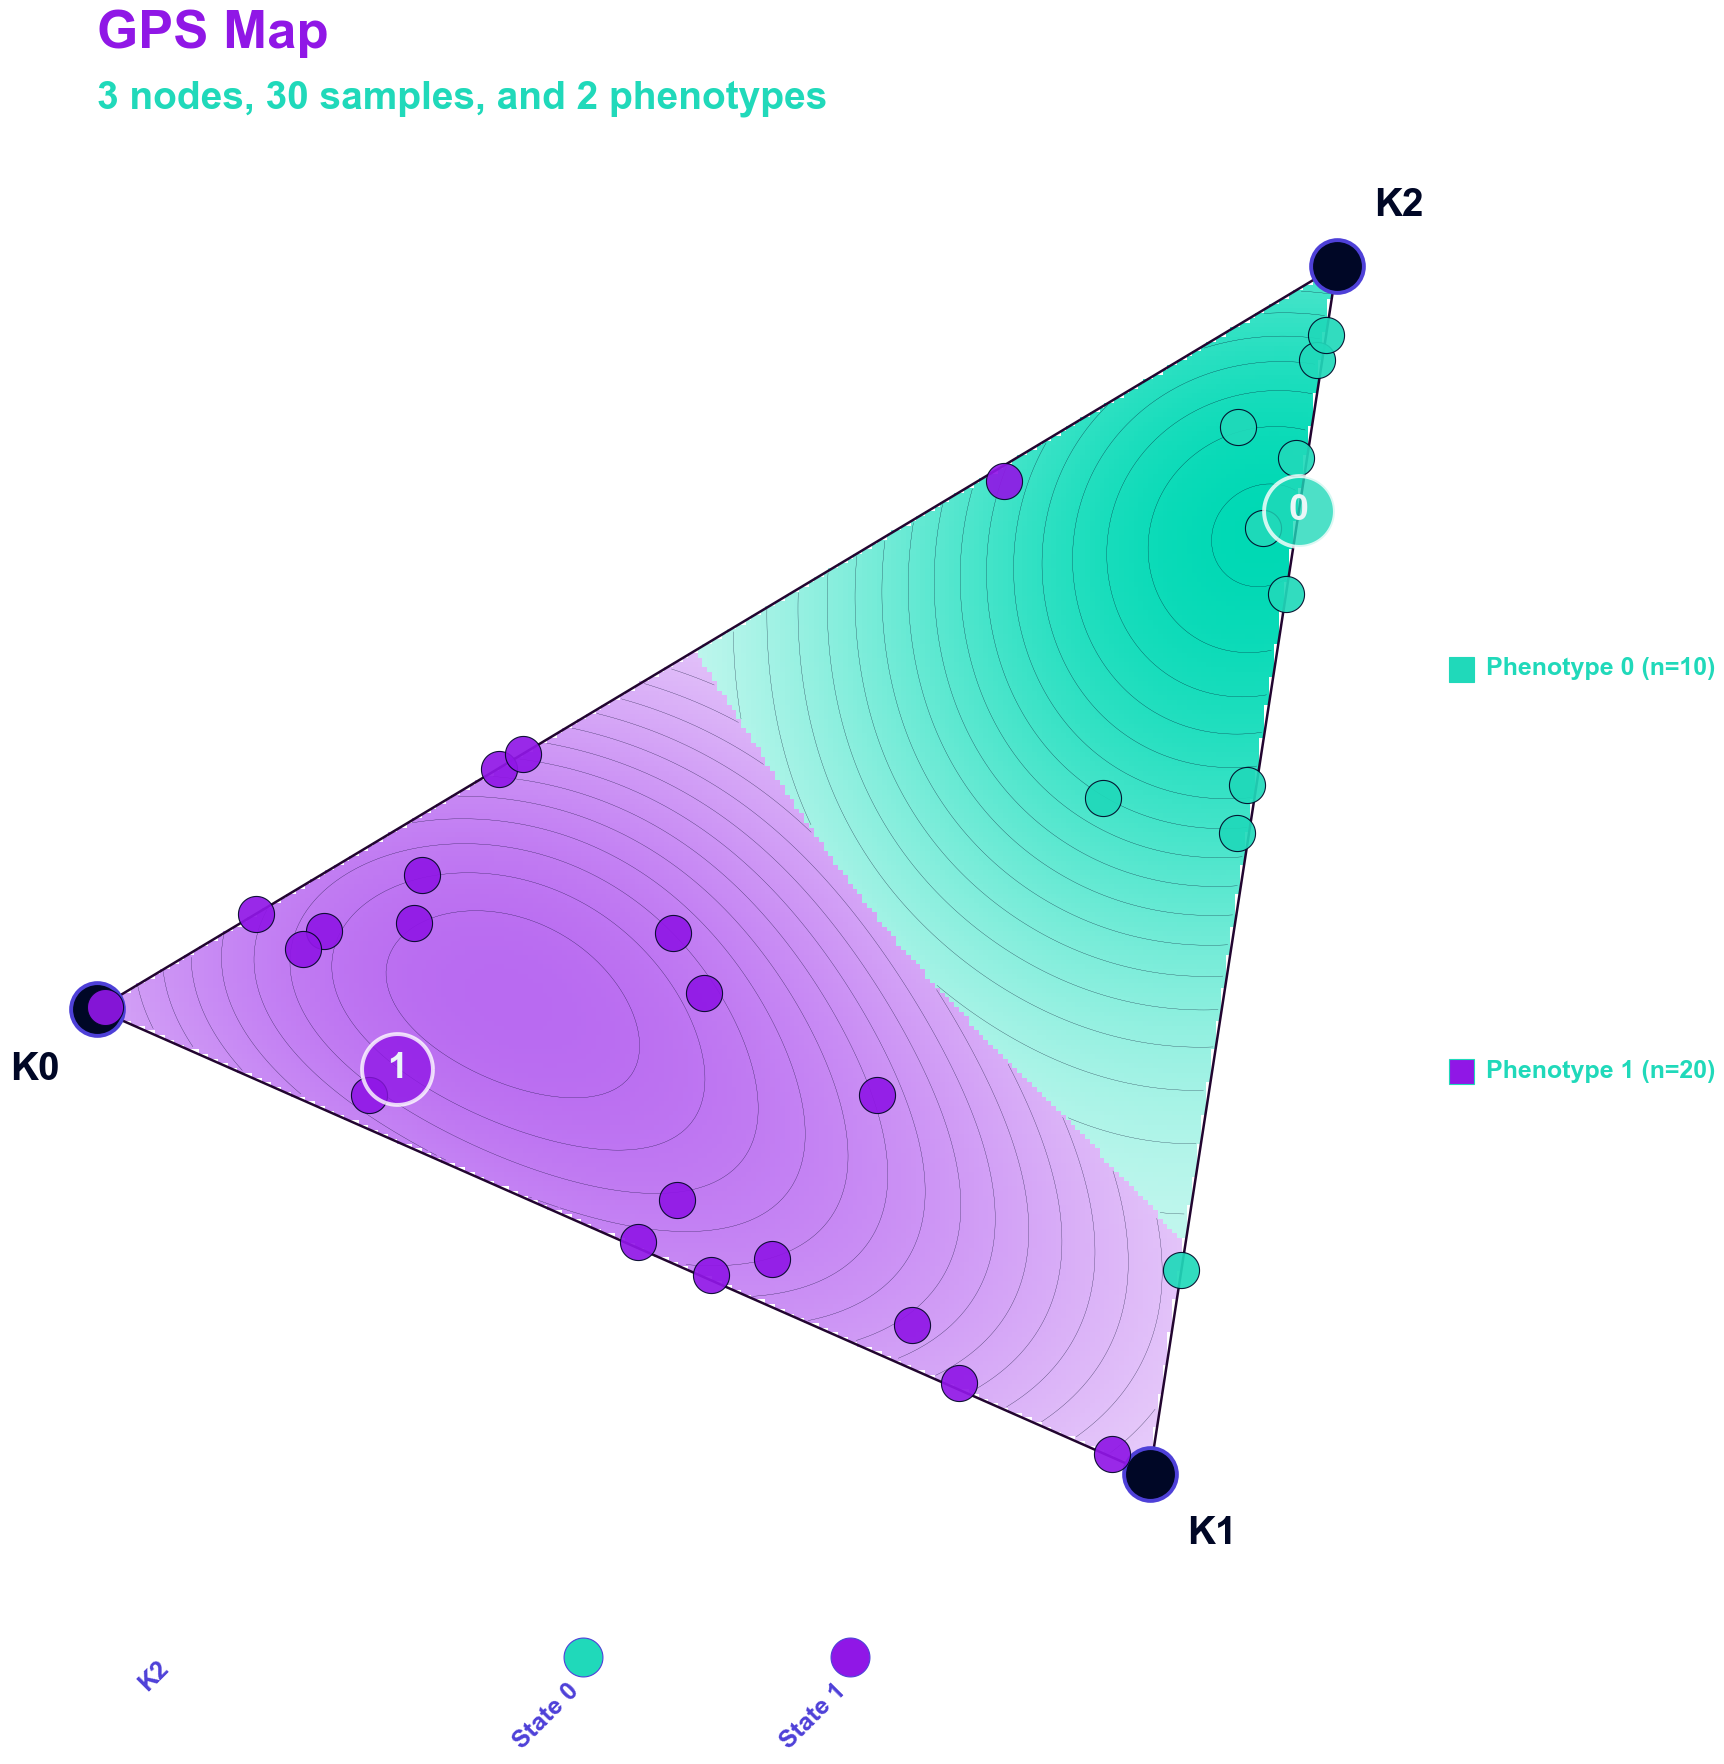 GPS Map
3 nodes, 30 samples, and 2 phenotypes
K2
0
Phenotype 0 (n=10)
1
K0
Phenotype 1 (n=20)
K1
K2
State 0
State 1